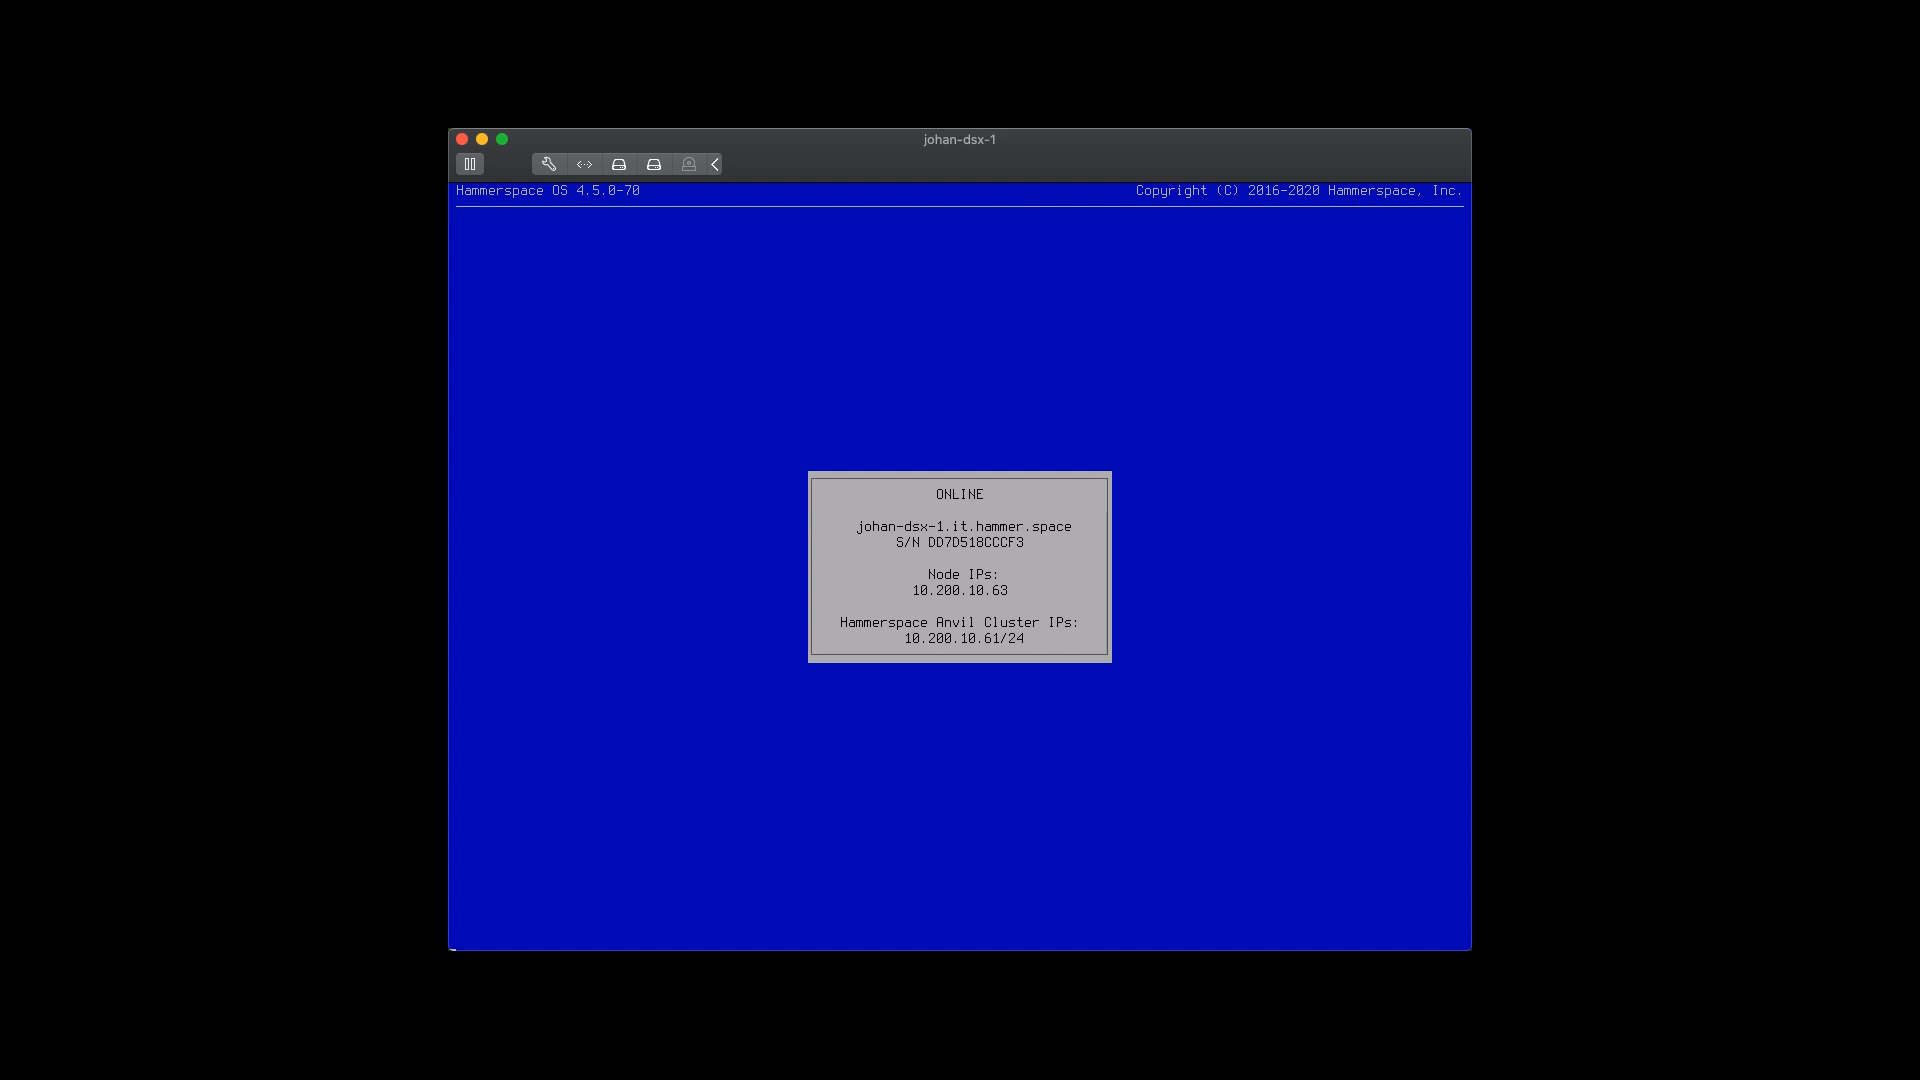 johan-dsx-1
Hammerspace OS 4.5.0-70
Copyright (C) 2016-2020 Hammerspace, Inc.
ONLINE
johan-dsx-1.it.hammer.space
S/N DD7D518CCCF3
Node IPs:
10.200.10.63
Hammerspace Anvil Cluster IPs:
10.200.10.61/24